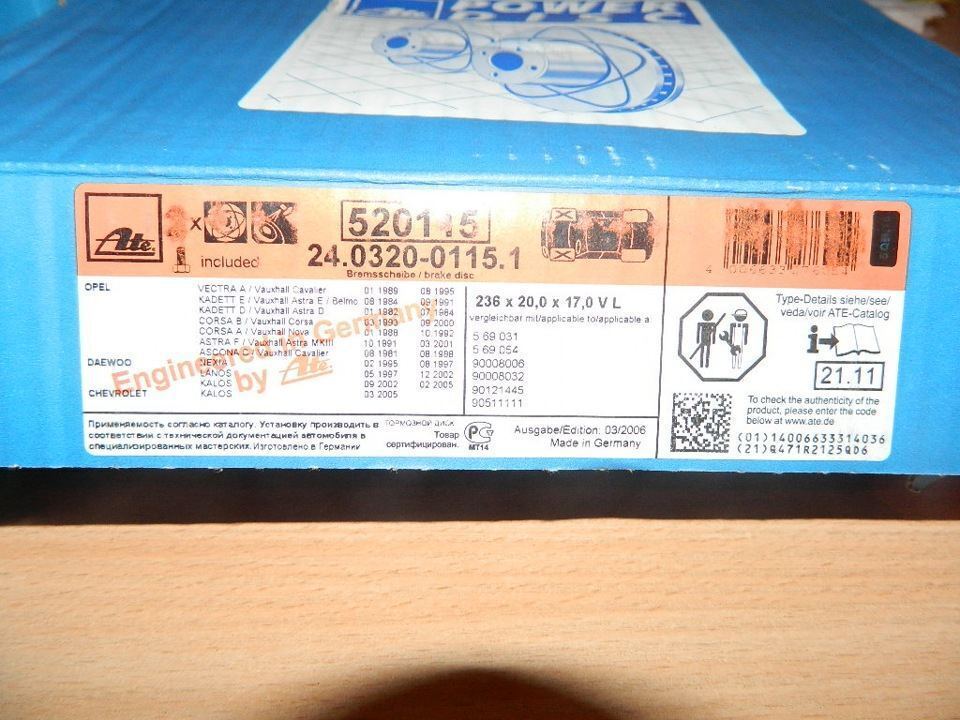 Ate POWER
DISC
Ate
x
included
520115
24.0320-0115.1
Bremsscheibe / brake disc
OPEL
VECTRA A / Vauxhall Cavalier 01 1989 08 1995
KADETT E / Vauxhall Astra E / Belmo 08 1984 09 1991
KADETT D / Vauxhall Astra D 01 1982 07 1984
CORSA B / Vauxhall Corsa 03 1993 09 2000
CORSA A / Vauxhall Nova 01 1988 10 1992
ASTRA F / Vauxhall Astra MKIII 10 1991 03 2001
ASCONA C / Vauxhall Cavalier 08 1981 08 1998
DAEWOO NEXIA 02 1995 08 1997
LANOS 05 1997 12 2002
KALOS 09 2002 02 2005
CHEVROLET KALOS 03 2005
Engineered in Germany
by Ate
236 x 20,0 x 17,0 V L
vergleichbar mit/applicable to/applicable a
5 69 031
5 69 054
90008006
90008032
90121445
90511111
Type-Details siehe/see/
veda/voir ATE-Catalog
21.11
To check the authenticity of the
product, please enter the code
below at www.ate.de
(01)14006633314036
(21)Q471R2125QD6
Применяемость согласно каталогу. Установку производить в
соответствии с технической документацией автомобиля в
специализированных мастерских. Изготовлено в Германии
ТОРМОЗНОЙ ДИСК
Товар
сертифицирован.
РСТ
МТ14
Ausgabe/Edition: 03/2006
Made in Germany